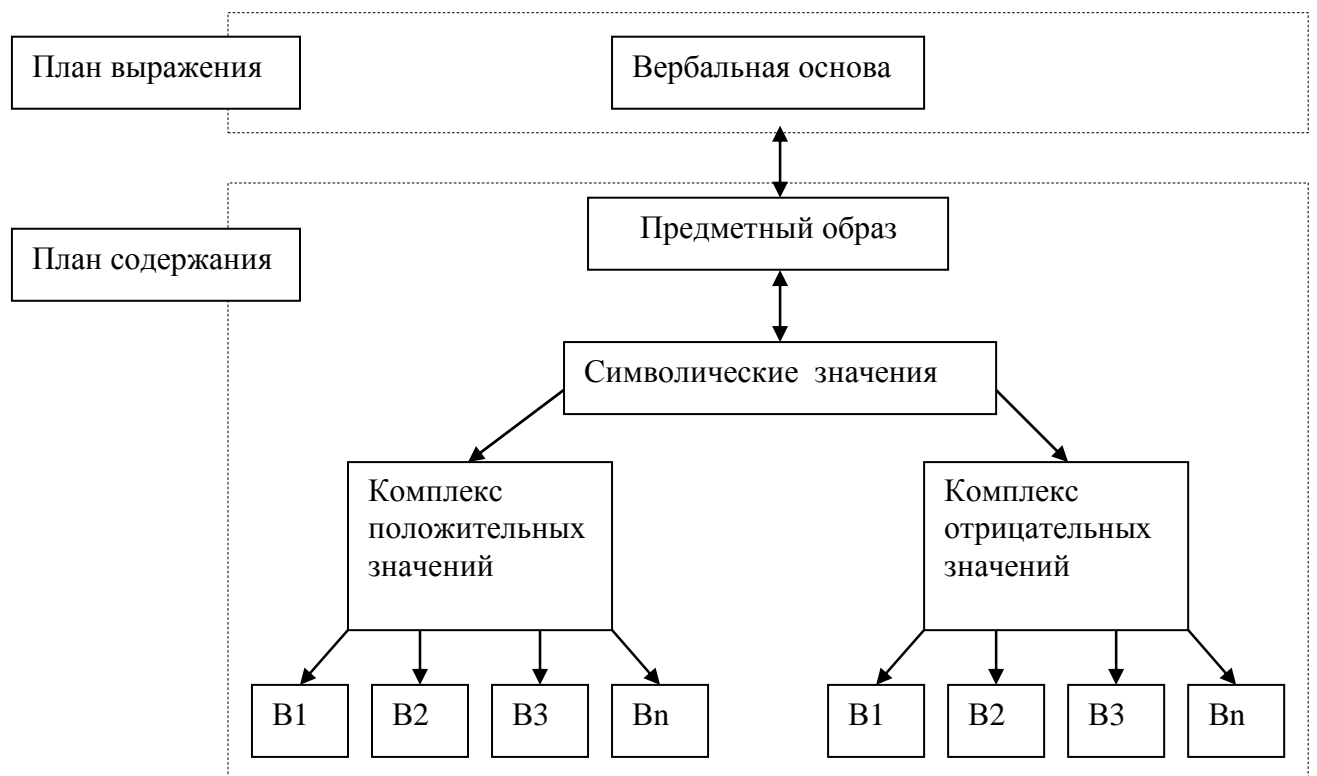 План выражения
Вербальная основа
Предметный образ
План содержания
Символические значения
Комплекс
положительных
значений
Комплекс
отрицательных
значений
В1 В2 В3 Вn В1 В2 В3 Вn